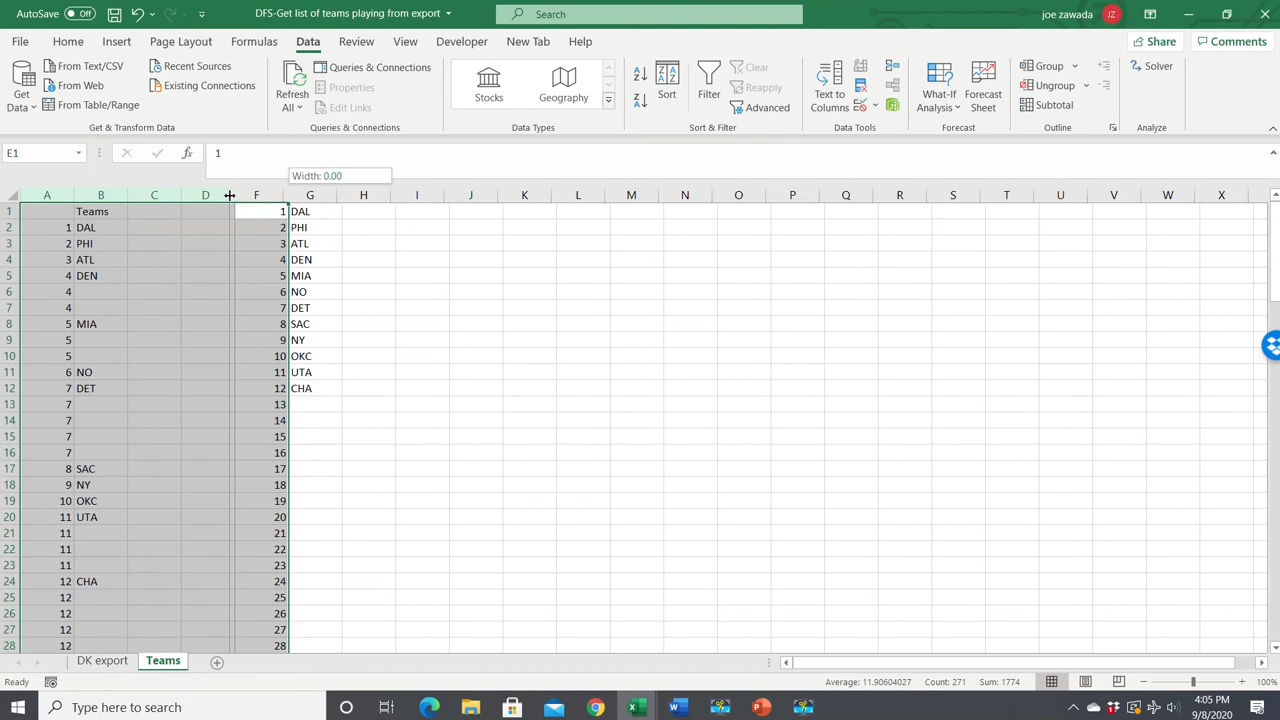 AutoSave Off DFS-Get list of teams playing from export Search joe zawada JZ
File Home Insert Page Layout Formulas Data Review View Developer New Tab Help Share Comments
Get Data From Text/CSV From Web From Table/Range Recent Sources Existing Connections Refresh All Queries & Connections Properties Edit Links Stocks Geography Sort Filter Clear Reapply Advanced Text to Columns What-If Analysis Forecast Sheet Group Ungroup Subtotal Solver
Get & Transform Data Queries & Connections Data Types Sort & Filter Data Tools Forecast Outline Analyze
E1 fx 1
Width: 0.00
A B C D F G H I J K L M N O P Q R S T U V W X
1 Teams 1 DAL
2 1 DAL 2 PHI
3 2 PHI 3 ATL
4 3 ATL 4 DEN
5 4 DEN 5 MIA
6 4 6 NO
7 4 7 DET
8 5 MIA 8 SAC
9 5 9 NY
10 5 10 OKC
11 6 NO 11 UTA
12 7 DET 12 CHA
13 7 13
14 7 14
15 7 15
16 7 16
17 8 SAC 17
18 9 NY 18
19 10 OKC 19
20 11 UTA 20
21 11 21
22 11 22
23 11 23
24 12 CHA 24
25 12 25
26 12 26
27 12 27
28 12 28
DK export Teams
Ready Average: 11.90604027 Count: 271 Sum: 1774 100%
Type here to search 4:05 PM
9/8/2020